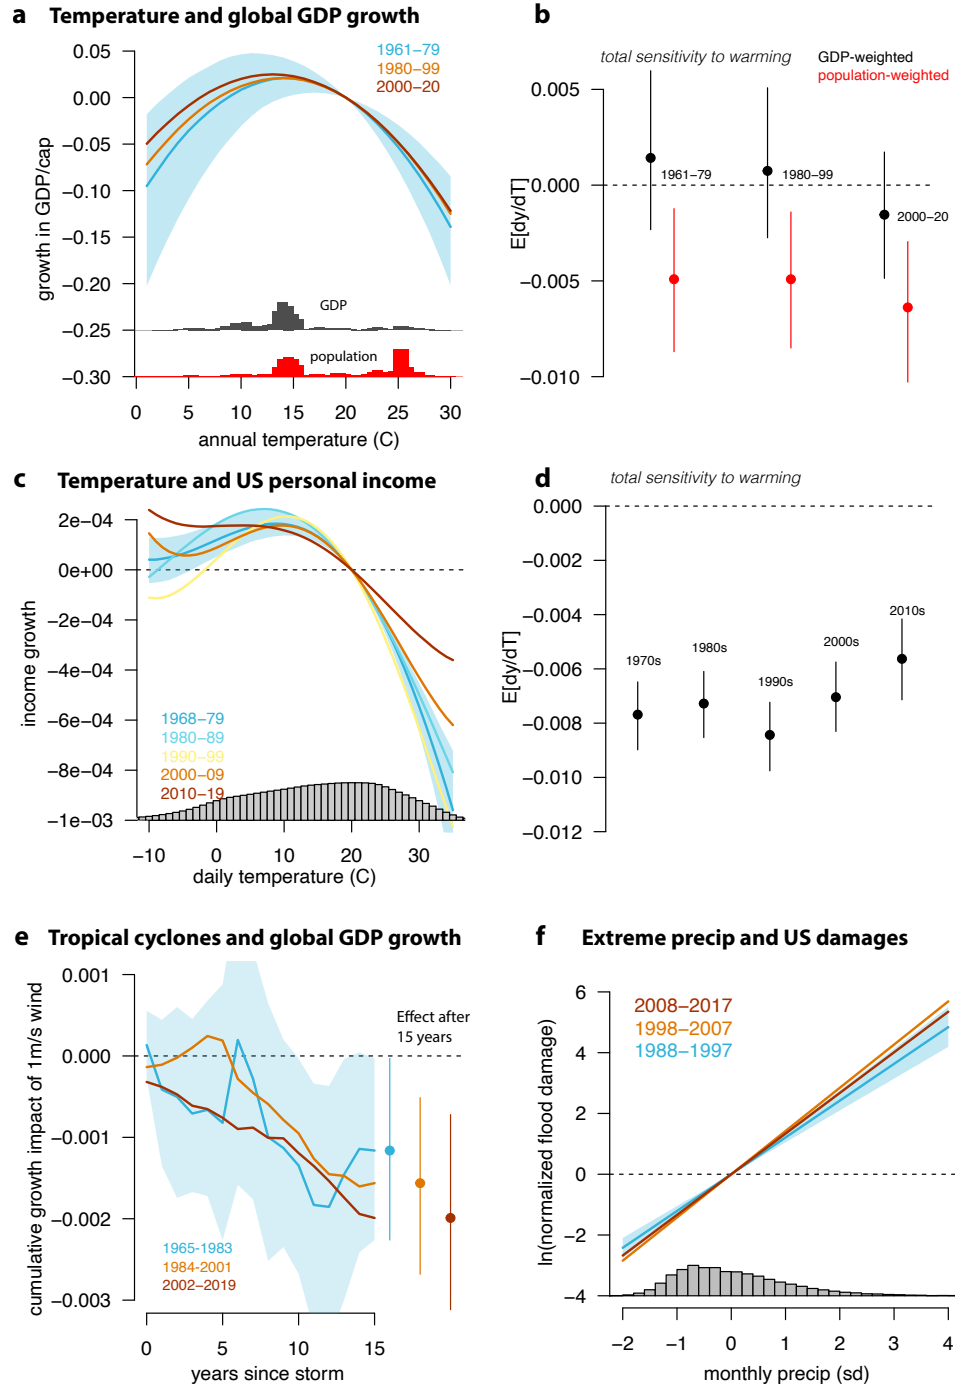 a Temperature and global GDP growth
growth in GDP/cap
0.05
0.00
−0.05
−0.10
−0.15
−0.20
−0.25
−0.30
1961−79
1980−99
2000−20
GDP
population
0 5 10 15 20 25 30
annual temperature (C)
b
total sensitivity to warming
GDP-weighted
population-weighted
E[dy/dT]
0.005
0.000
−0.005
−0.010
1961−79
1980−99
2000−20
c Temperature and US personal income
income growth
2e−04
0e+00
−2e−04
−4e−04
−6e−04
−8e−04
−1e−03
1968−79
1980−89
1990−99
2000−09
2010−19
−10 0 10 20 30
daily temperature (C)
d
total sensitivity to warming
E[dy/dT]
0.000
−0.002
−0.004
−0.006
−0.008
−0.010
−0.012
1970s
1980s
1990s
2000s
2010s
e Tropical cyclones and global GDP growth
cumulative growth impact of 1m/s wind
0.001
0.000
−0.001
−0.002
−0.003
Effect after
15 years
1965-1983
1984-2001
2002−2019
0 5 10 15
years since storm
f Extreme precip and US damages
ln(normalized flood damage)
6
4
2
0
−2
−4
2008−2017
1998−2007
1988−1997
−2 −1 0 1 2 3 4
monthly precip (sd)